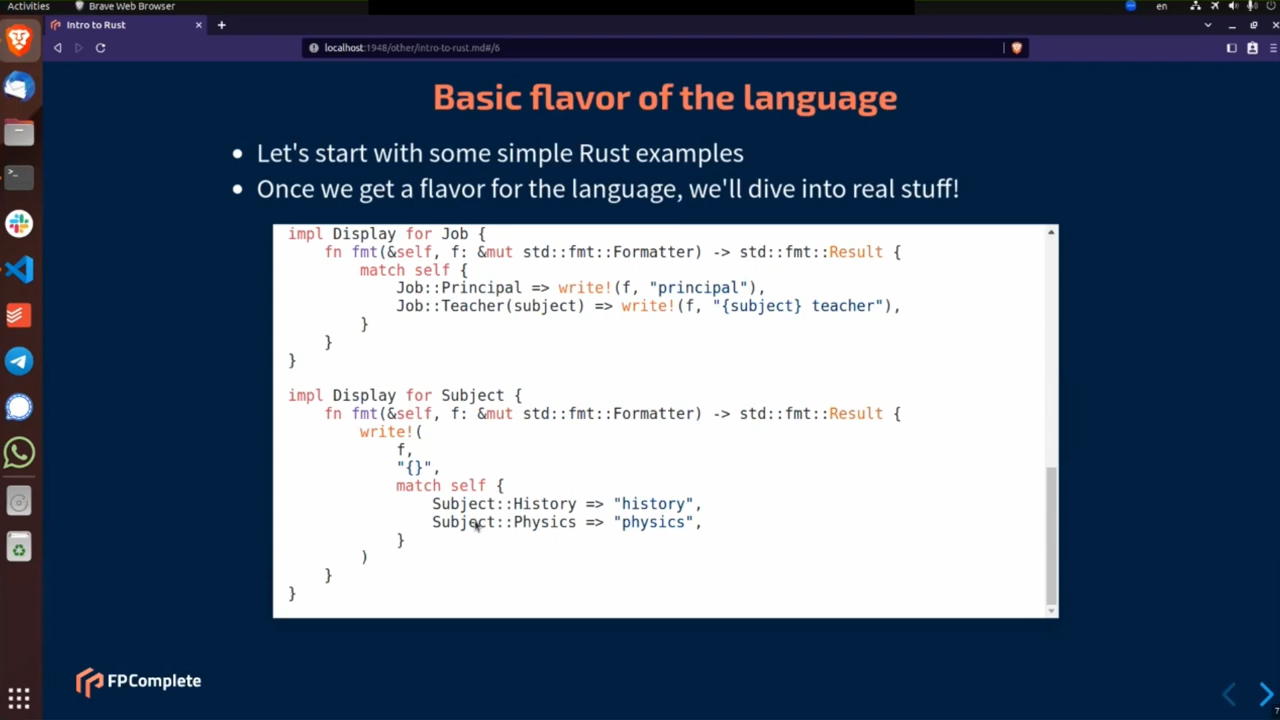 Activities
Brave Web Browser
en
Intro to Rust
localhost:1948/other/intro-to-rust.md#/6
Basic flavor of the language
• Let's start with some simple Rust examples
• Once we get a flavor for the language, we'll dive into real stuff!
impl Display for Job {
    fn fmt(&self, f: &mut std::fmt::Formatter) -> std::fmt::Result {
        match self {
            Job::Principal => write!(f, "principal"),
            Job::Teacher(subject) => write!(f, "{subject} teacher"),
        }
    }
}
impl Display for Subject {
    fn fmt(&self, f: &mut std::fmt::Formatter) -> std::fmt::Result {
        write!(
            f,
            "{}",
            match self {
                Subject::History => "history",
                Subject::Physics => "physics",
            }
        )
    }
}
FPComplete
7